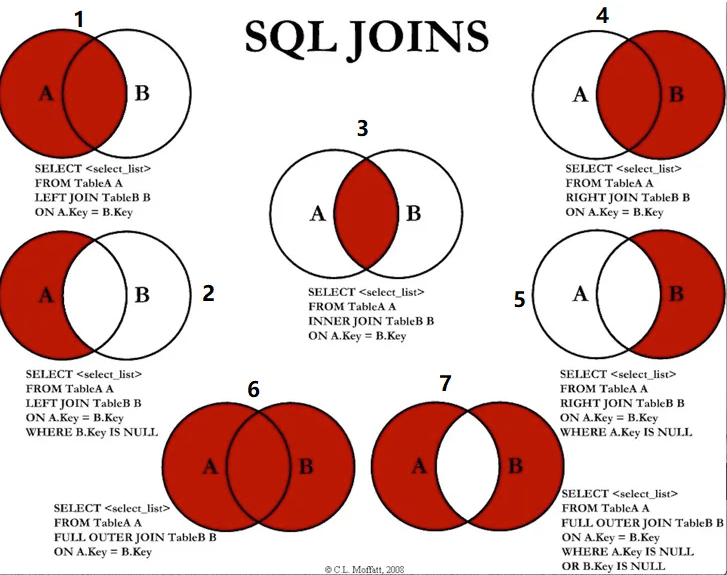 SQL JOINS
1
A B
SELECT <select_list>
FROM TableA A
LEFT JOIN TableB B
ON A.Key = B.Key
2
A B
SELECT <select_list>
FROM TableA A
LEFT JOIN TableB B
ON A.Key = B.Key
WHERE B.Key IS NULL
3
A B
SELECT <select_list>
FROM TableA A
INNER JOIN TableB B
ON A.Key = B.Key
4
A B
SELECT <select_list>
FROM TableA A
RIGHT JOIN TableB B
ON A.Key = B.Key
5
A B
SELECT <select_list>
FROM TableA A
RIGHT JOIN TableB B
ON A.Key = B.Key
WHERE A.Key IS NULL
6
A B
SELECT <select_list>
FROM TableA A
FULL OUTER JOIN TableB B
ON A.Key = B.Key
7
A B
SELECT <select_list>
FROM TableA A
FULL OUTER JOIN TableB B
ON A.Key = B.Key
WHERE A.Key IS NULL
OR B.Key IS NULL
© C.L. Moffatt, 2008